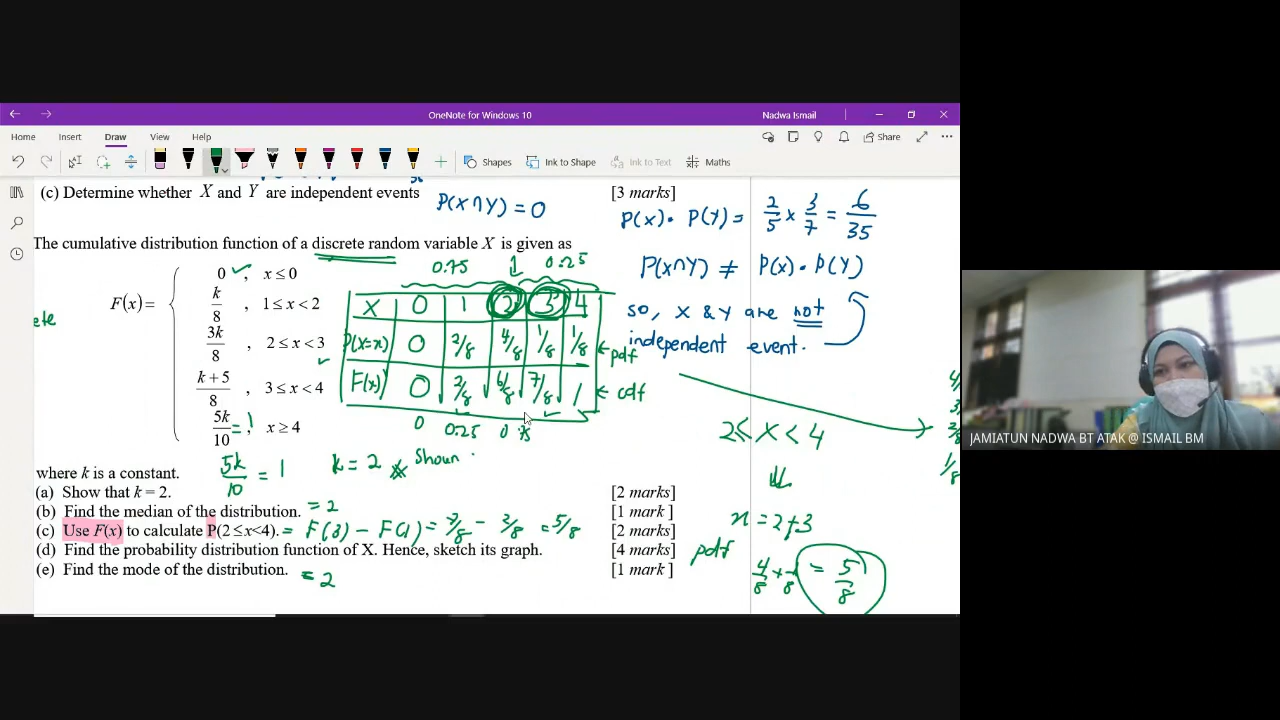 OneNote for Windows 10
Nadwa Ismail
Home Insert Draw View Help
Share
Shapes Ink to Shape Ink to Text Maths
(c) Determine whether X and Y are independent events [3 marks]
P(X∩Y) = 0
P(X) · P(Y) = 2/5 × 3/7 = 6/35
P(X∩Y) ≠ P(X) · P(Y)
so, X & Y are not
independent event.
The cumulative distribution function of a discrete random variable X is given as
F(x) =
0 , x ≤ 0
k/8 , 1 ≤ x < 2
3k/8 , 2 ≤ x < 3
k + 5/8 , 3 ≤ x < 4
5k/10 = 1 , x ≥ 4
0.75 0.25
X 0 1 2 3 4
P(X=x) 0 2/8 4/8 1/8 1/8 ← pdf
F(x) 0 2/8 6/8 7/8 1 ← cdf
0 0.25
where k is a constant.
5k/10 = 1 k = 2 Shown
(a) Show that k = 2. [2 marks]
(b) Find the median of the distribution. = 2 [1 mark]
(c) Use F(x) to calculate P(2 ≤ x<4). = F(3) - F(1) = 7/8 - 2/8 = 5/8 [2 marks]
(d) Find the probability distribution function of X. Hence, sketch its graph. [4 marks]
(e) Find the mode of the distribution. = 2 [1 mark ]
2 ≤ X < 4
pdf
4/8 + 1/8 = 5/8
JAMIATUN NADWA BT ATAK @ ISMAIL BM